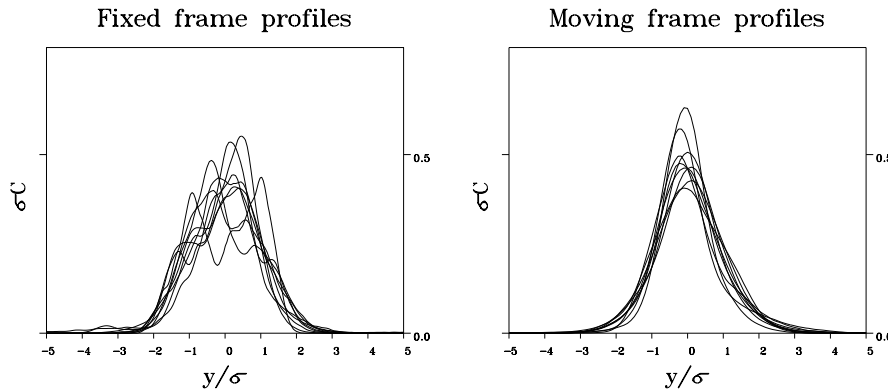 Fixed frame profiles
Moving frame profiles
σC
0.5
0.0
-5 -4 -3 -2 -1 0 1 2 3 4 5
y/σ
σC
0.5
0.0
-5 -4 -3 -2 -1 0 1 2 3 4 5
y/σ